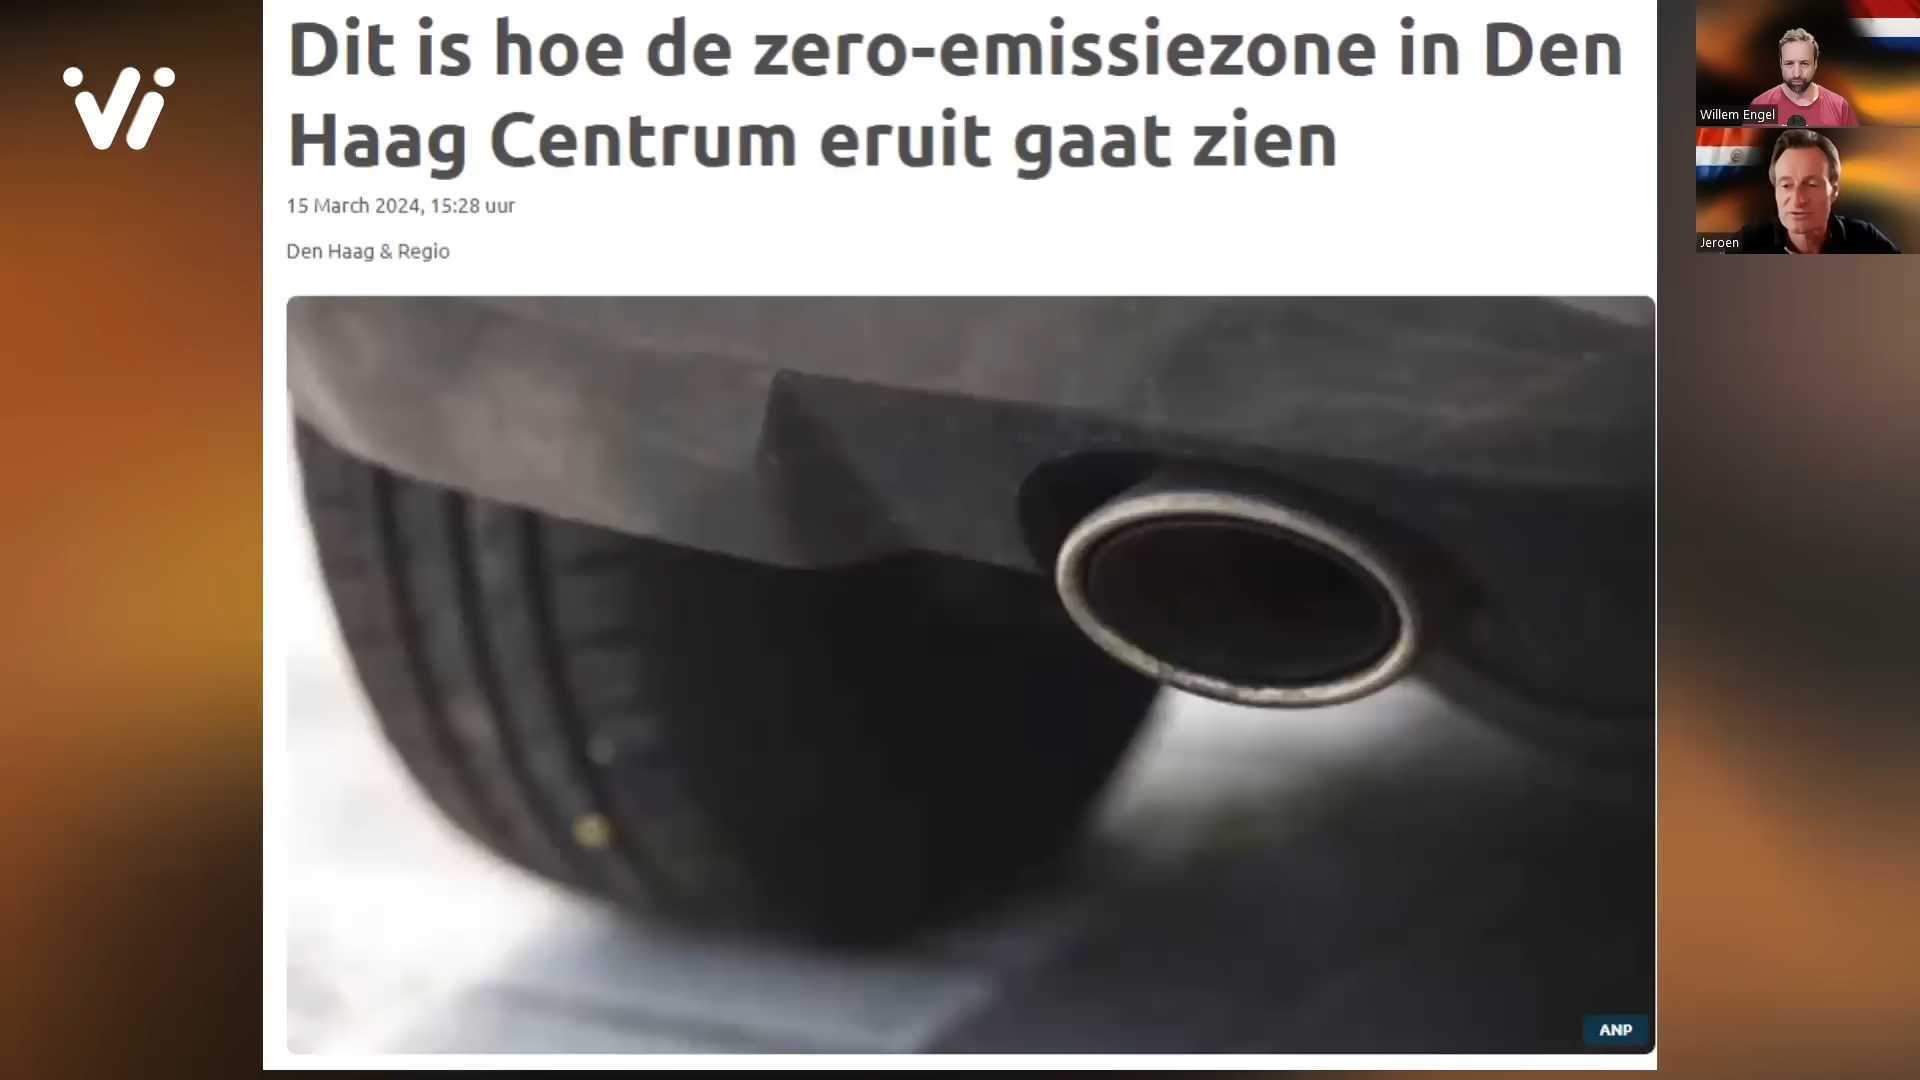 Dit is hoe de zero-emissiezone in Den
Haag Centrum eruit gaat zien
15 March 2024, 15:28 uur
Den Haag & Regio
ANP
Willem Engel
Jeroen